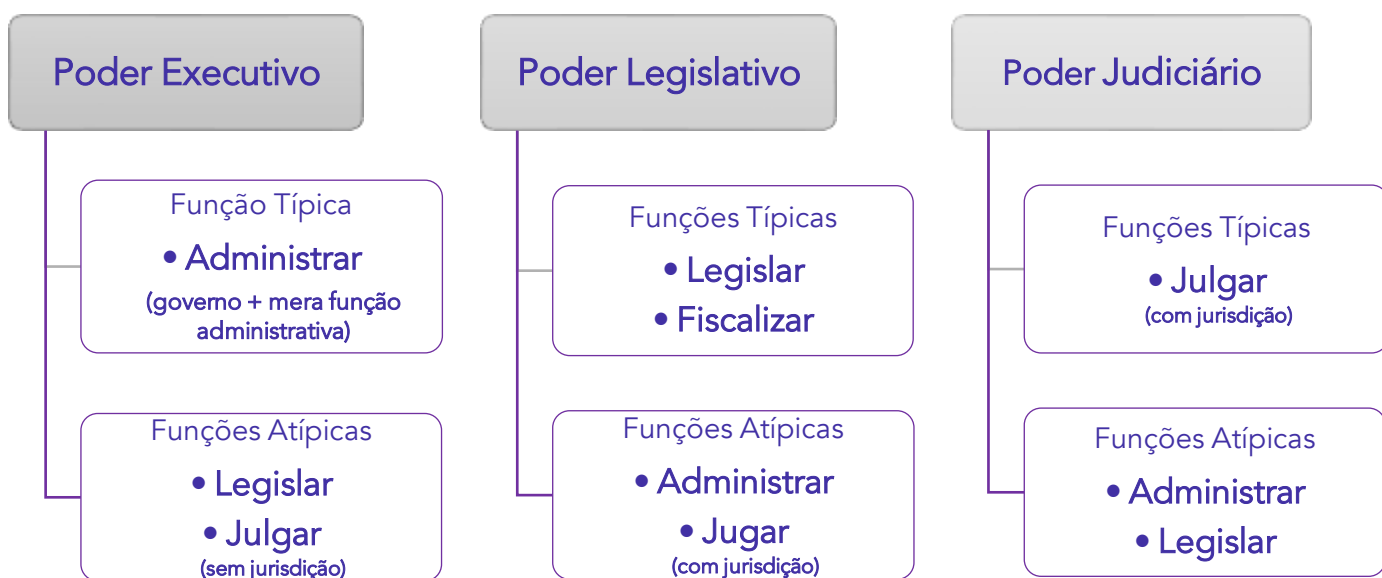 Poder Executivo
Função Típica
• Administrar
(governo + mera função
administrativa)
Funções Atípicas
• Legislar
• Julgar
(sem jurisdição)
Poder Legislativo
Funções Típicas
• Legislar
• Fiscalizar
Funções Atípicas
• Administrar
• Jugar
(com jurisdição)
Poder Judiciário
Funções Típicas
• Julgar
(com jurisdição)
Funções Atípicas
• Administrar
• Legislar